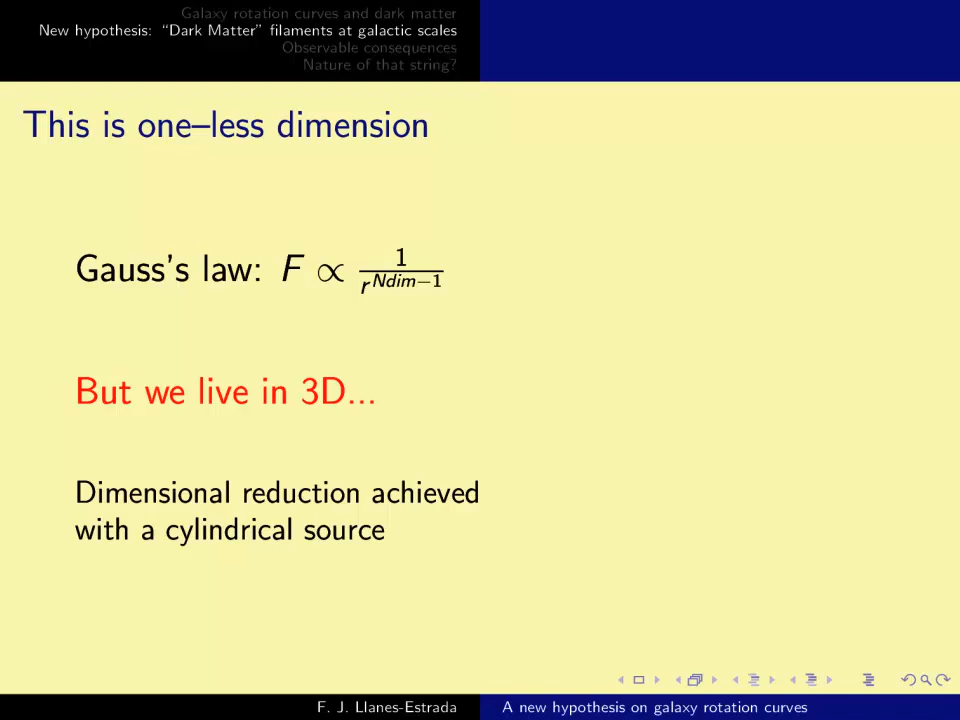 Galaxy rotation curves and dark matter
New hypothesis: “Dark Matter” filaments at galactic scales
Observable consequences
Nature of that string?
This is one–less dimension
Gauss's law: F ∝ 1/r^{Ndim−1}
But we live in 3D...
Dimensional reduction achieved
with a cylindrical source
F. J. Llanes-Estrada
A new hypothesis on galaxy rotation curves